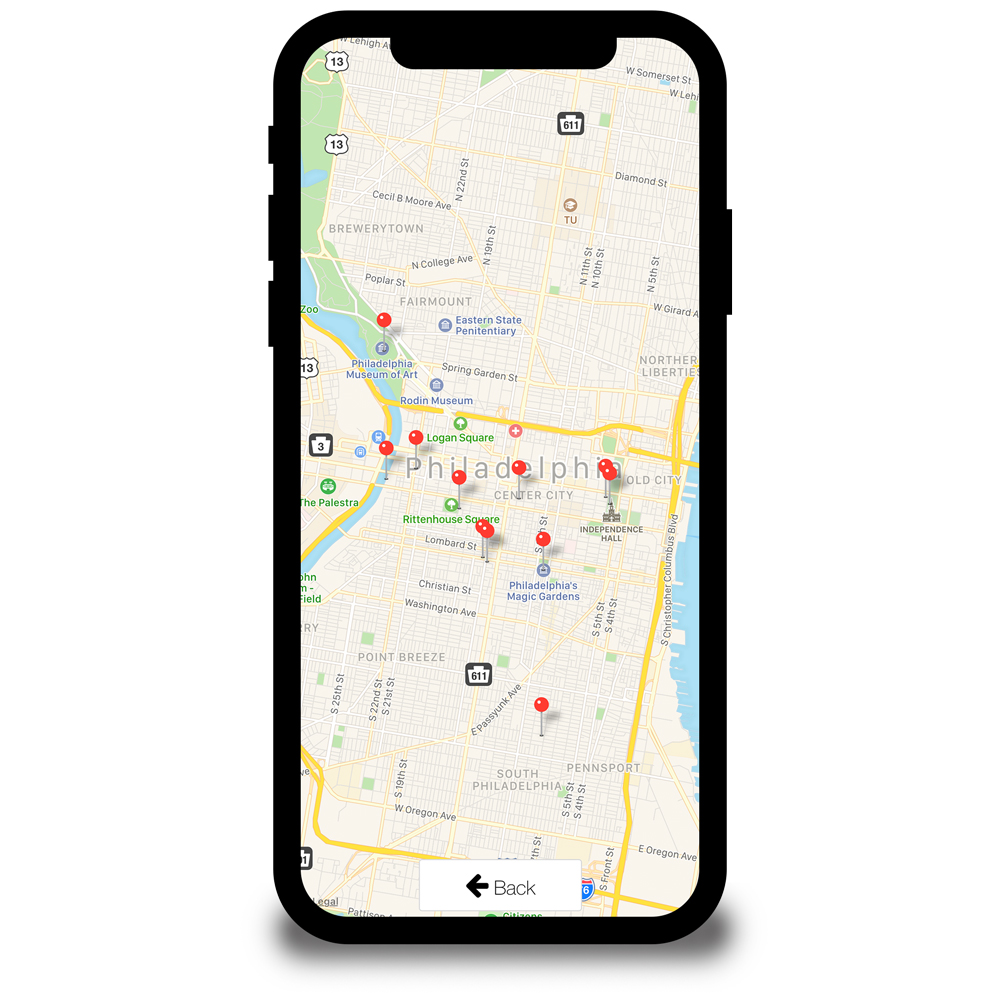 W Lehigh Av
13
W Somerset St
W Lehi
611
13
Diamond St
N 22nd St
TU
Cecil B Moore Ave
BREWERYTOWN
N 19th St
N College Ave
N 11th St
N 10th St
N 5th St
Poplar St
FAIRMOUNT
Zoo
W Girard A
Eastern State
Penitentiary
Philadelphia
Museum of Art
13
Spring Garden St
NORTHER
LIBERTIES
Rodin Museum
3
Logan Square
Philadelphia
OLD CITY
The Palestra
CENTER CITY
Rittenhouse Square
INDEPENDENCE
HALL
Lombard St
S Christopher Columbus Blvd
ohn
m -
Field
Christian St
Philadelphia's
Magic Gardens
Washington Ave
S 5th St
S 4th St
RRY
POINT BREEZE
611
S 25th St
S 22nd St
S 21st St
E Passyunk Ave
SOUTH
PHILADELPHIA
PENNSPORT
S 19th St
S 5th St
S 4th St
W Oregon Ave
7th St
S Front St
E Oregon Ave
Back
Pattison
Citizens